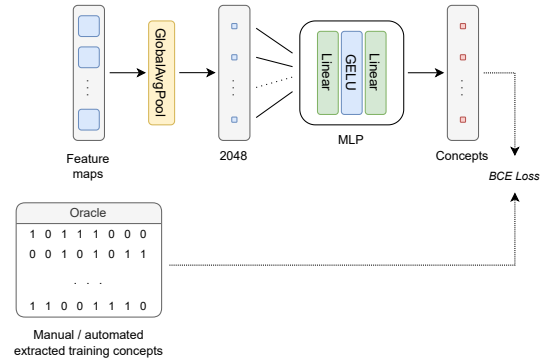 GlobalAvgPool
Linear
GELU
Linear
. . .
. . .
. . .
Feature
maps
2048
MLP
Concepts
BCE Loss
Oracle
1 0 1 1 1 0 0 0
0 0 1 0 1 0 1 1
. . .
1 1 0 0 1 1 1 0
Manual / automated
extracted training concepts